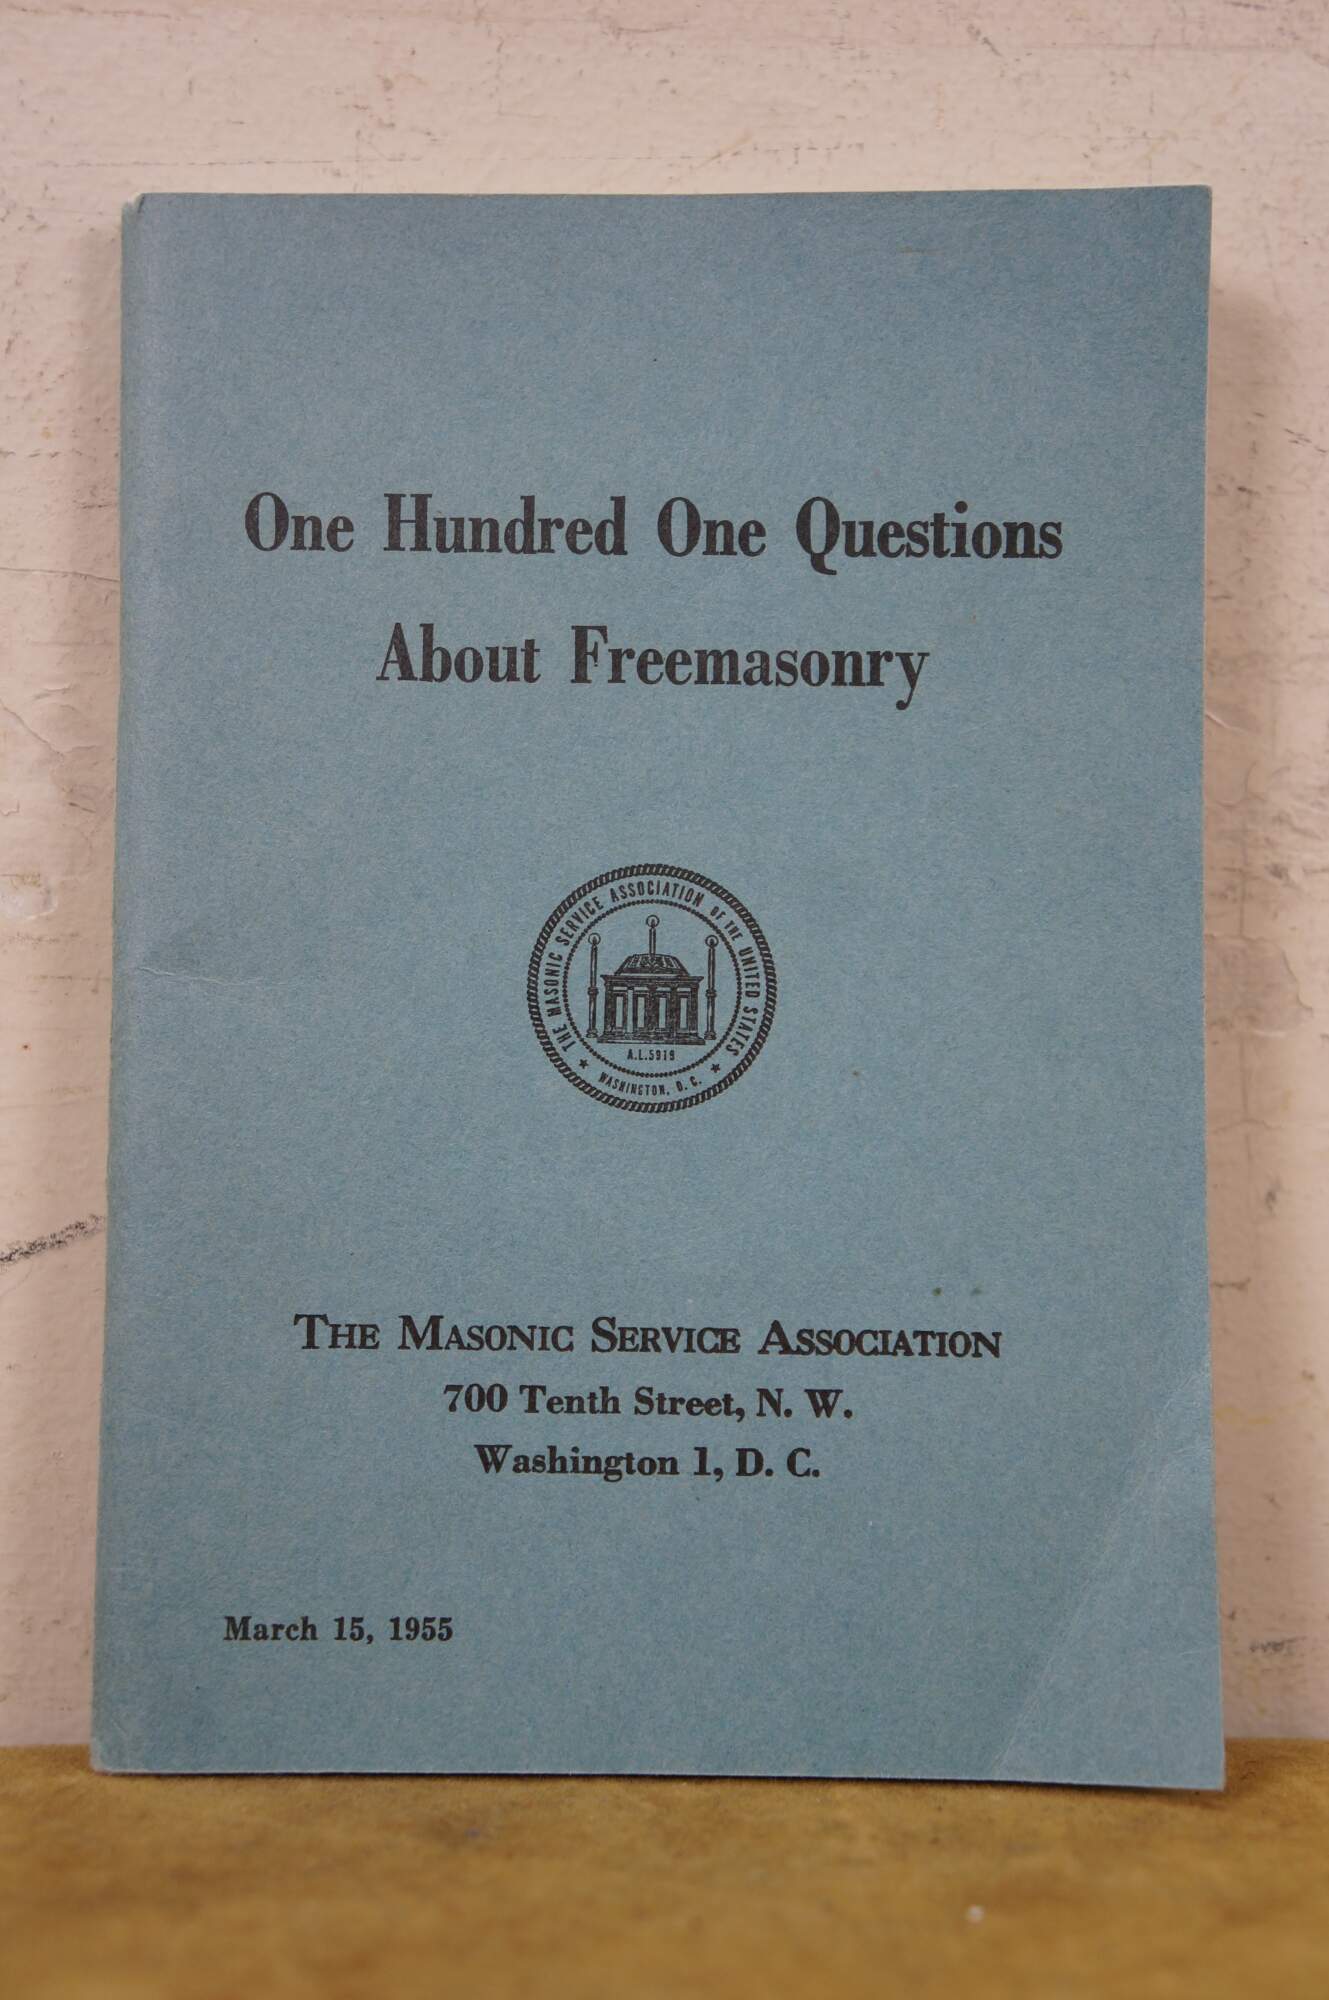 One Hundred One Questions
About Freemasonry
THE MASONIC SERVICE ASSOCIATION OF THE UNITED STATES
A.L.5919
★ WASHINGTON, D.C. ★
THE MASONIC SERVICE ASSOCIATION
700 Tenth Street, N. W.
Washington 1, D. C.
March 15, 1955